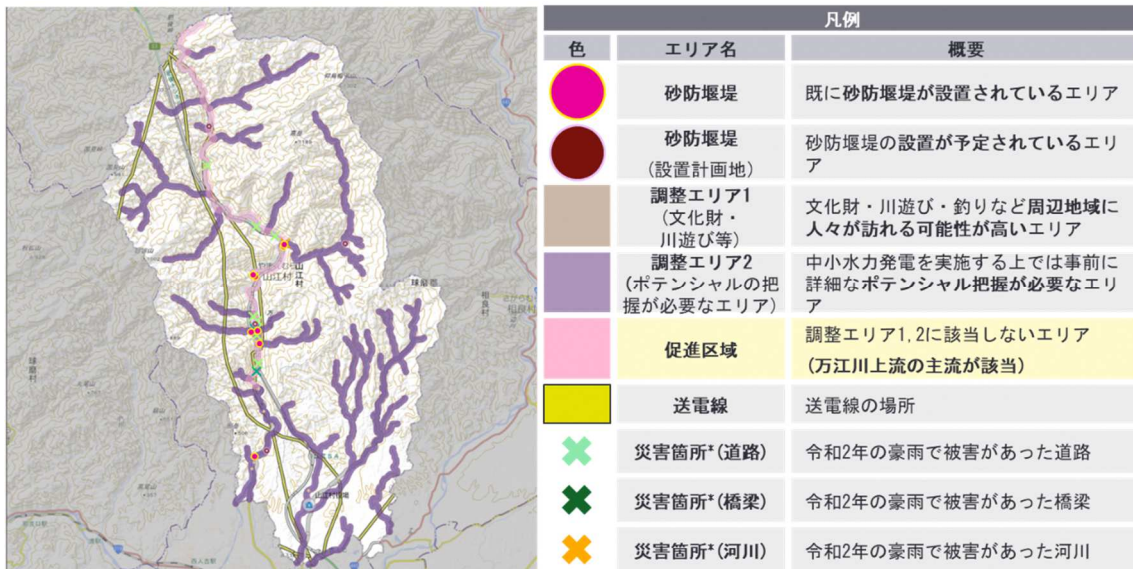 山江村
山江村
球磨郡
相良村
球磨村
山江村役場
凡例
色
エリア名
概要
砂防堰堤
既に砂防堰堤が設置されているエリア
砂防堰堤
(設置計画地)
砂防堰堤の設置が予定されているエリ
ア
調整エリア1
(文化財・
川遊び等)
文化財・川遊び・釣りなど周辺地域に
人々が訪れる可能性が高いエリア
調整エリア2
(ポテンシャルの把
握が必要なエリア)
中小水力発電を実施する上では事前に
詳細なポテンシャル把握が必要なエリ
ア
促進区域
調整エリア1,2に該当しないエリア
(万江川上流の主流が該当)
送電線
送電線の場所
災害箇所*(道路)
令和2年の豪雨で被害があった道路
災害箇所*(橋梁)
令和2年の豪雨で被害があった橋梁
災害箇所*(河川)
令和2年の豪雨で被害があった河川